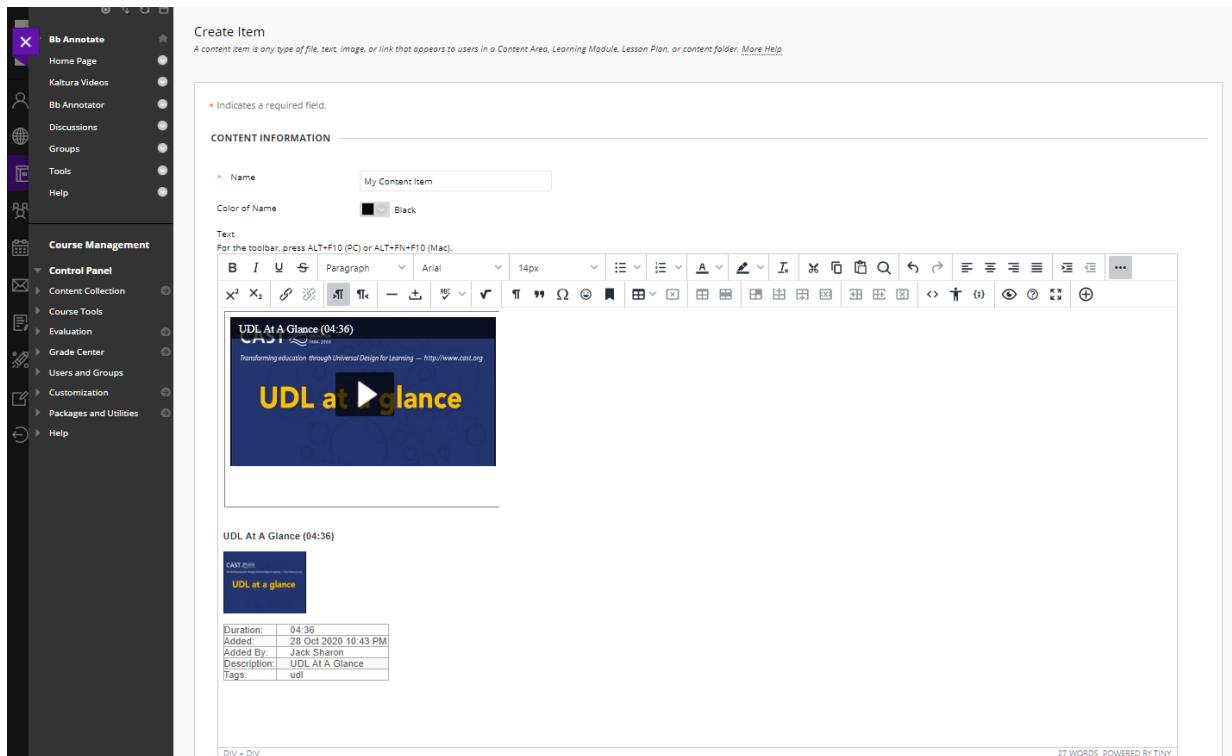 Bb Annotate
Home Page
Kaltura Videos
Bb Annotator
Discussions
Groups
Tools
Help
Course Management
Control Panel
Content Collection
Course Tools
Evaluation
Grade Center
Users and Groups
Customization
Packages and Utilities
Help
Create Item
A content item is any type of file, text, image, or link that appears to users in a Content Area, Learning Module, Lesson Plan, or content folder. More Help
* Indicates a required field.
CONTENT INFORMATION
* Name
My Content Item
Color of Name
Black
Text
For the toolbar, press ALT+F10 (PC) or ALT+FN+F10 (Mac).
B I U S Paragraph Arial 14px
UDL At A Glance (04:36)
CAST
Transforming education through Universal Design for Learning — http://www.cast.org
UDL at a glance
UDL At A Glance (04:36)
CAST
UDL at a glance
Duration: 04:36
Added: 28 Oct 2020 10:43 PM
Added By: Jack Sharon
Description: UDL At A Glance
Tags: udl
DIV » DIV
27 WORDS POWERED BY TINY